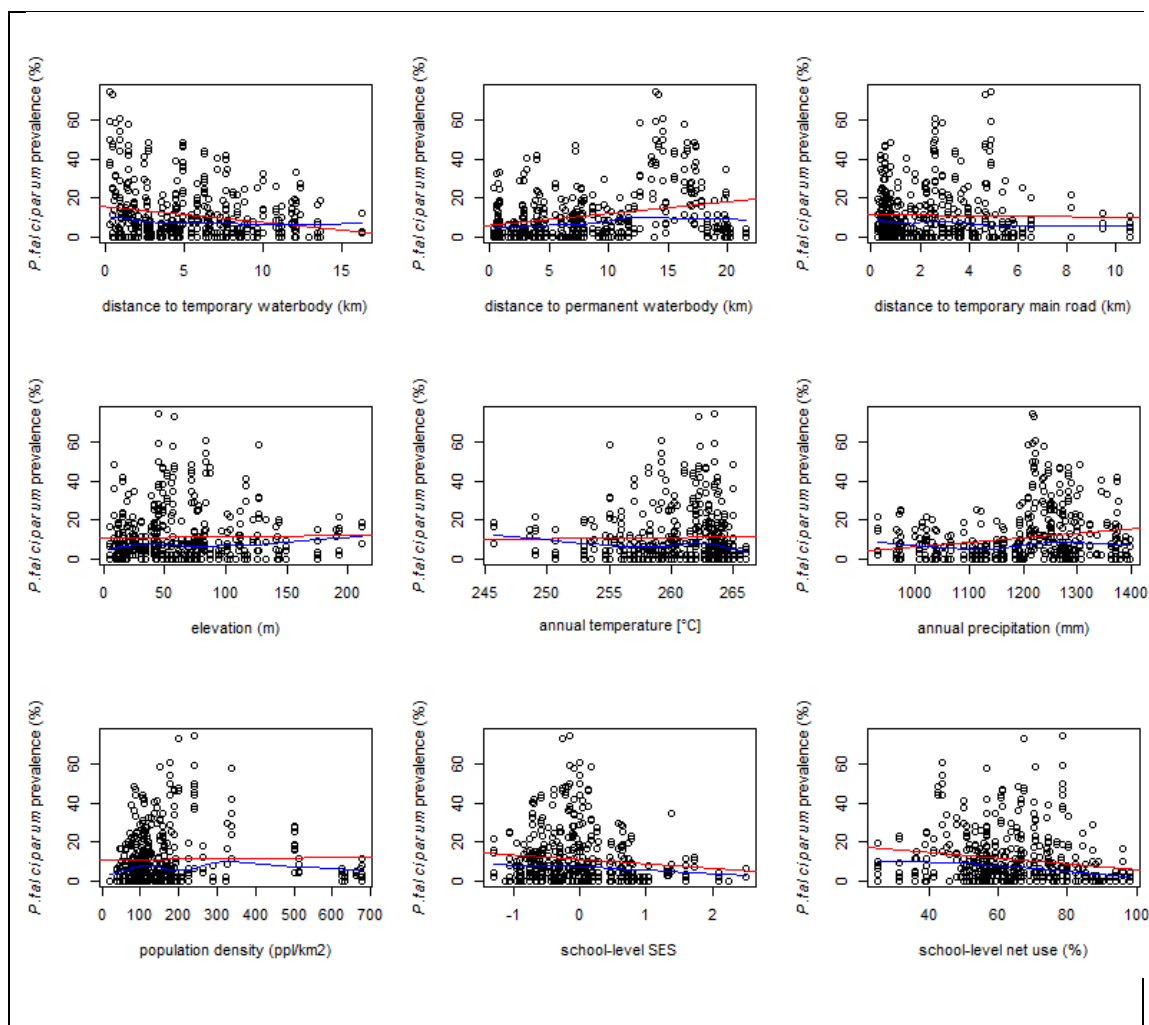 P.falciparum prevalence (%)
0 20 40 60
0 5 10 15
distance to temporary waterbody (km)
P.falciparum prevalence (%)
0 20 40 60
0 5 10 15 20
distance to permanent waterbody (km)
P.falciparum prevalence (%)
0 20 40 60
0 2 4 6 8 10
distance to temporary main road (km)
P.falciparum prevalence (%)
0 20 40 60
0 50 100 150 200
elevation (m)
P.falciparum prevalence (%)
0 20 40 60
245 250 255 260 265
annual temperature [°C]
P.falciparum prevalence (%)
0 20 40 60
1000 1100 1200 1300 1400
annual precipitation (mm)
P.falciparum prevalence (%)
0 20 40 60
0 100 200 300 400 500 600 700
population density (ppl/km2)
P.falciparum prevalence (%)
0 20 40 60
-1 0 1 2
school-level SES
P.falciparum prevalence (%)
0 20 40 60
40 60 80 100
school-level net use (%)